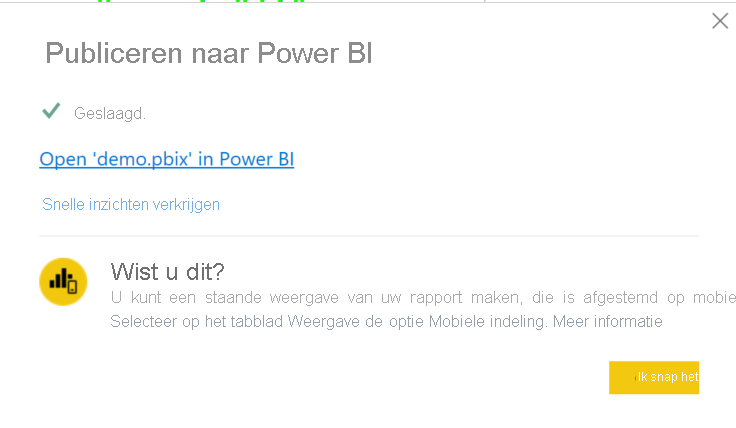 Publiceren naar Power BI
Geslaagd.
Open 'demo.pbix' in Power BI
Snelle inzichten verkrijgen
Wist u dit?
U kunt een staande weergave van uw rapport maken, die is afgestemd op mobie
Selecteer op het tabblad Weergave de optie Mobiele indeling. Meer informatie
Ik snap het